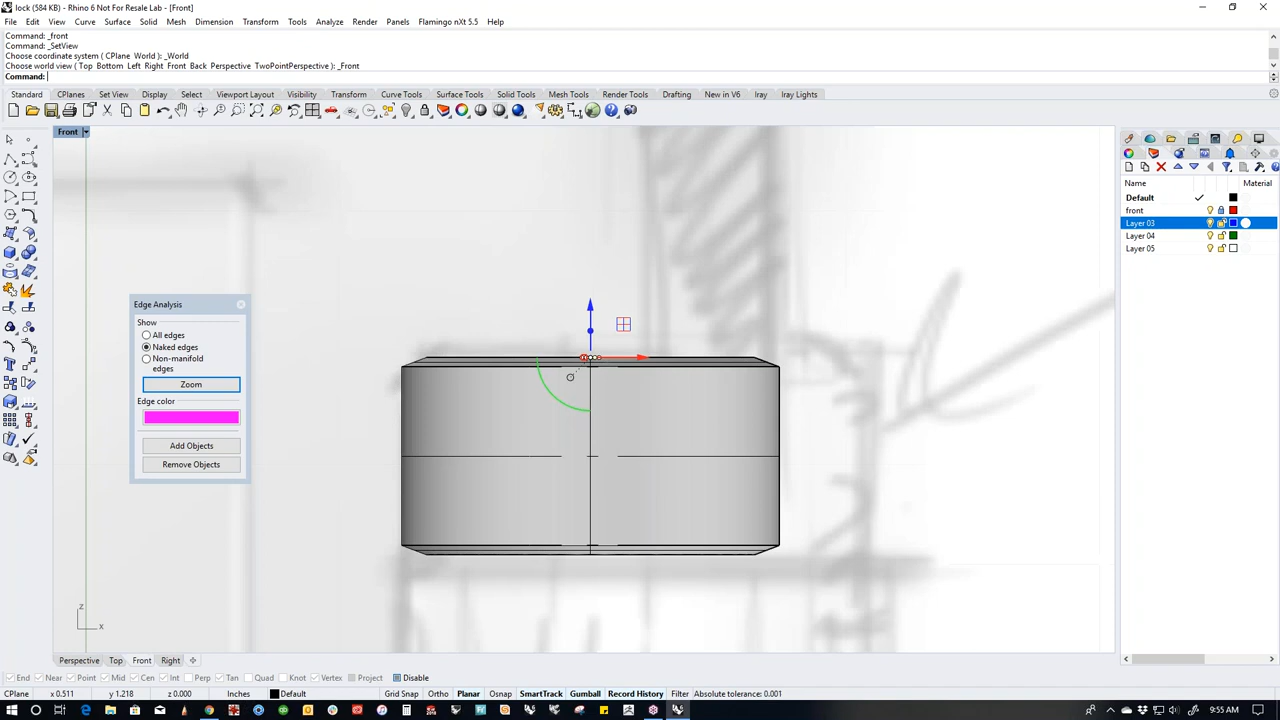 lock (584 KB) - Rhino 6 Not For Resale Lab - [Front]
File Edit View Curve Surface Solid Mesh Dimension Transform Tools Analyze Render Panels Flamingo nXt 5.5 Help
Command: _front
Command: _SetView
Choose coordinate system ( CPlane World ): _World
Choose world view ( Top Bottom Left Right Front Back Perspective TwoPointPerspective ): _Front
Command:
Standard CPlanes Set View Display Select Viewport Layout Visibility Transform Curve Tools Surface Tools Solid Tools Mesh Tools Render Tools Drafting New in V6 Iray Iray Lights
Front
Name Material
Default
front
Layer 03
Layer 04
Layer 05
Edge Analysis
Show
All edges
Naked edges
Non-manifold
edges
Zoom
Edge color
Add Objects
Remove Objects
z
x
Perspective Top Front Right
End Near Point Mid Cen Int Perp Tan Quad Knot Vertex Project Disable
CPlane x 0.511 y 1.218 z 0.000 Inches Default Grid Snap Ortho Planar Osnap SmartTrack Gumball Record History Filter Absolute tolerance: 0.001
9:55 AM